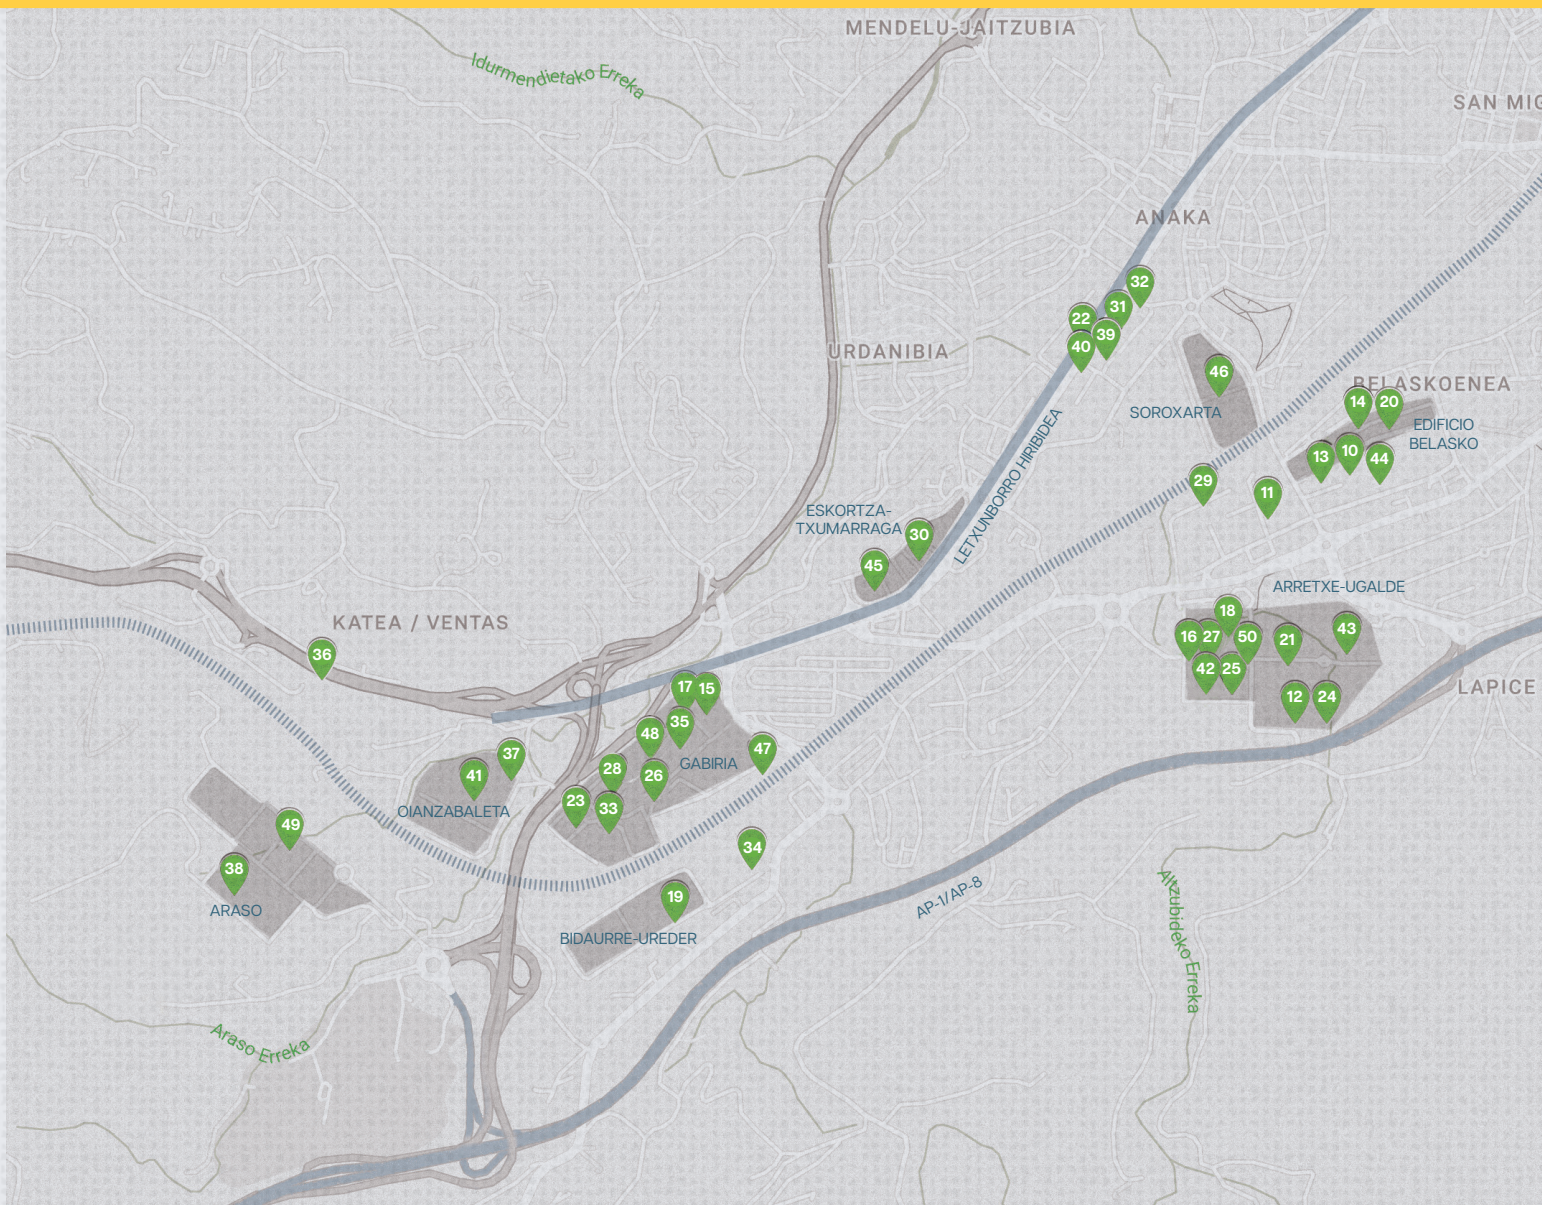 MENDELU-JAITZUBIA
Idurmendietako Erreka
SAN MIG
ANAKA
32
31
22
39
40
URDANIBIA
46
BELASKOENEA
14
20
SOROXARTA
EDIFICIO
BELASKO
13
10
44
29
11
LETXUNBORRO HIRIBIDEA
ESKORTZA-
TXUMARRAGA
30
45
ARRETXE-UGALDE
18
16
27
50
21
43
42
25
12
24
LAPICE
KATEA / VENTAS
36
17
15
35
48
47
GABIRIA
28
26
23
33
37
41
OIANZABALETA
49
38
ARASO
34
19
BIDAURRE-UREDER
AP-1/AP-8
Altzubideko Erreka
Araso Erreka